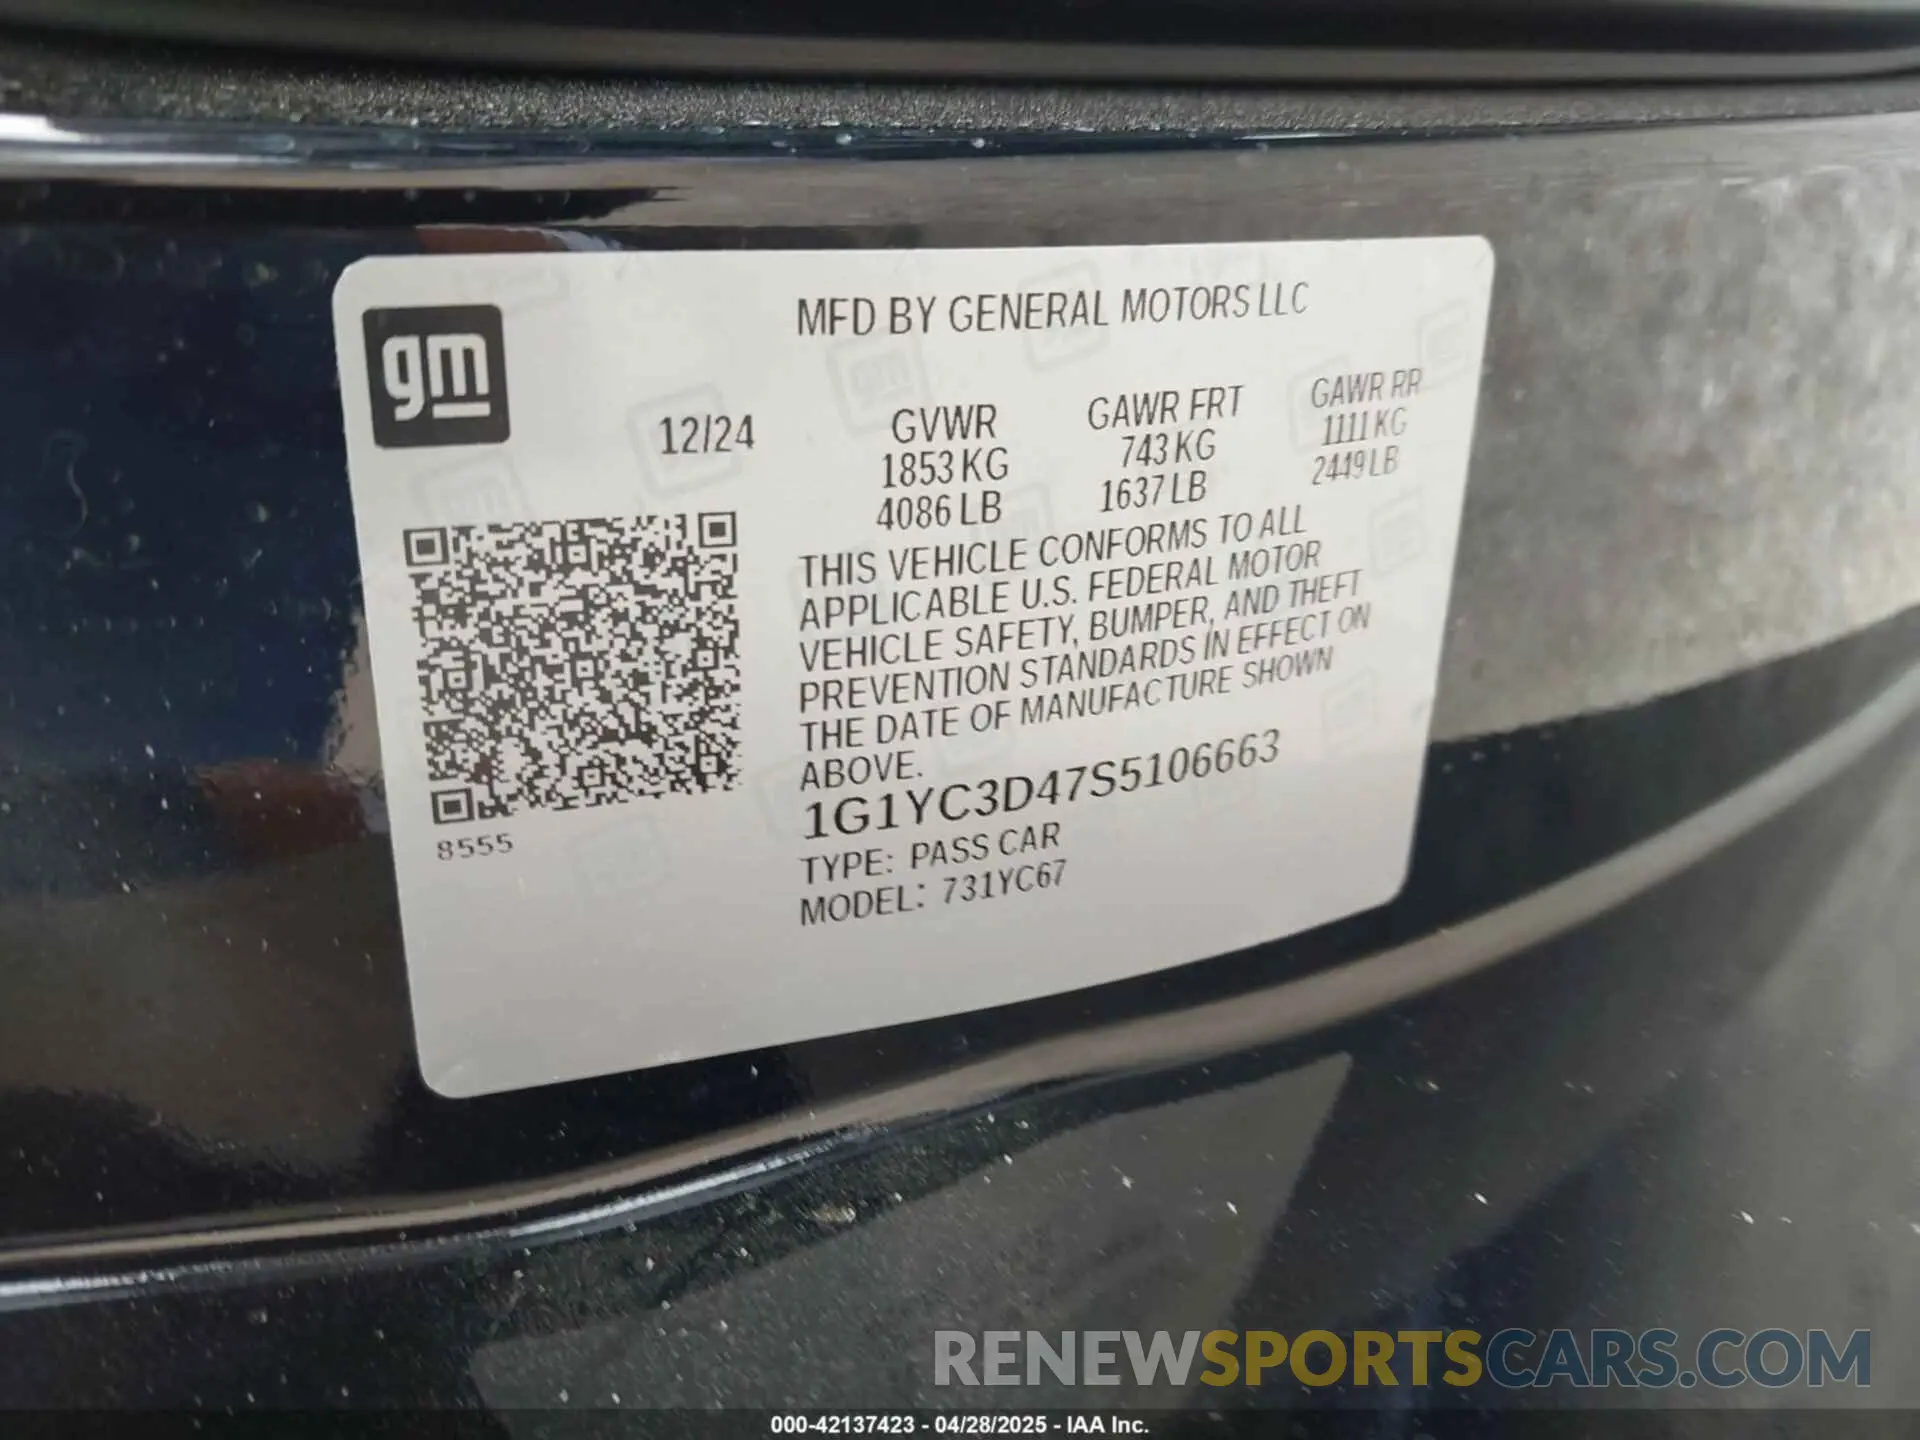 MFD BY GENERAL MOTORS LLC
gm
12/24
GVWR
1853 KG
4086 LB
GAWR FRT
743 KG
1637 LB
GAWR RR
1111 KG
2449 LB
THIS VEHICLE CONFORMS TO ALL
APPLICABLE U.S. FEDERAL MOTOR
VEHICLE SAFETY, BUMPER, AND THEFT
PREVENTION STANDARDS IN EFFECT ON
THE DATE OF MANUFACTURE SHOWN
ABOVE.
1G1YC3D47S5106663
TYPE: PASS CAR
MODEL: 731YC67
8555
RENEWSPORTSCARS.COM
000-42137423 - 04/28/2025 - IAA Inc.